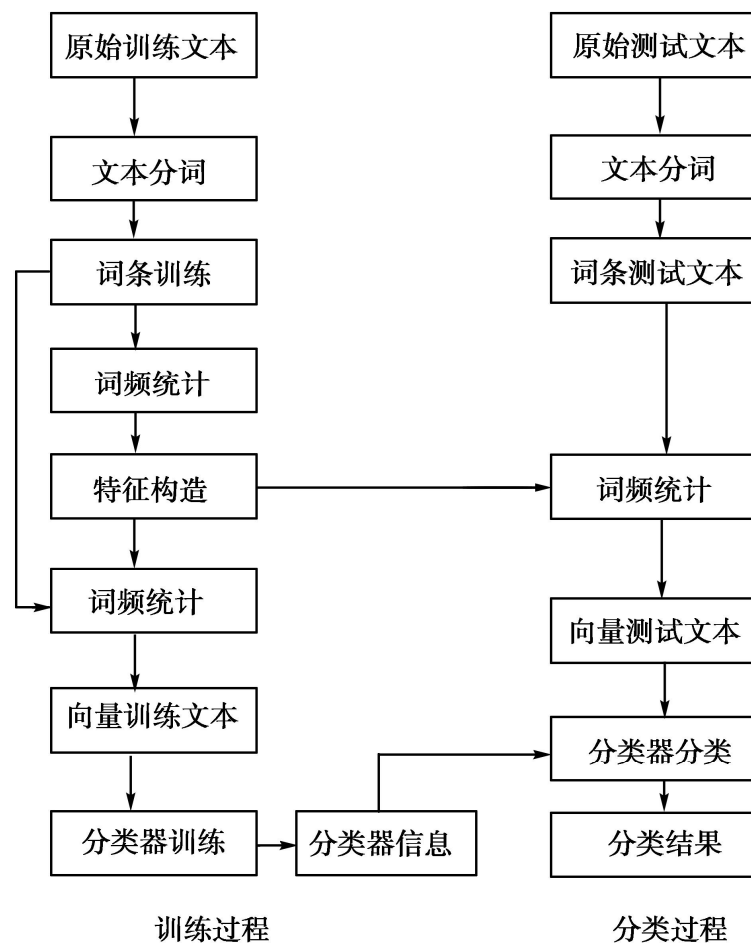 原始训练文本
文本分词
词条训练
词频统计
特征构造
词频统计
向量训练文本
分类器训练
分类器信息
训练过程
原始测试文本
文本分词
词条测试文本
词频统计
向量测试文本
分类器分类
分类结果
分类过程